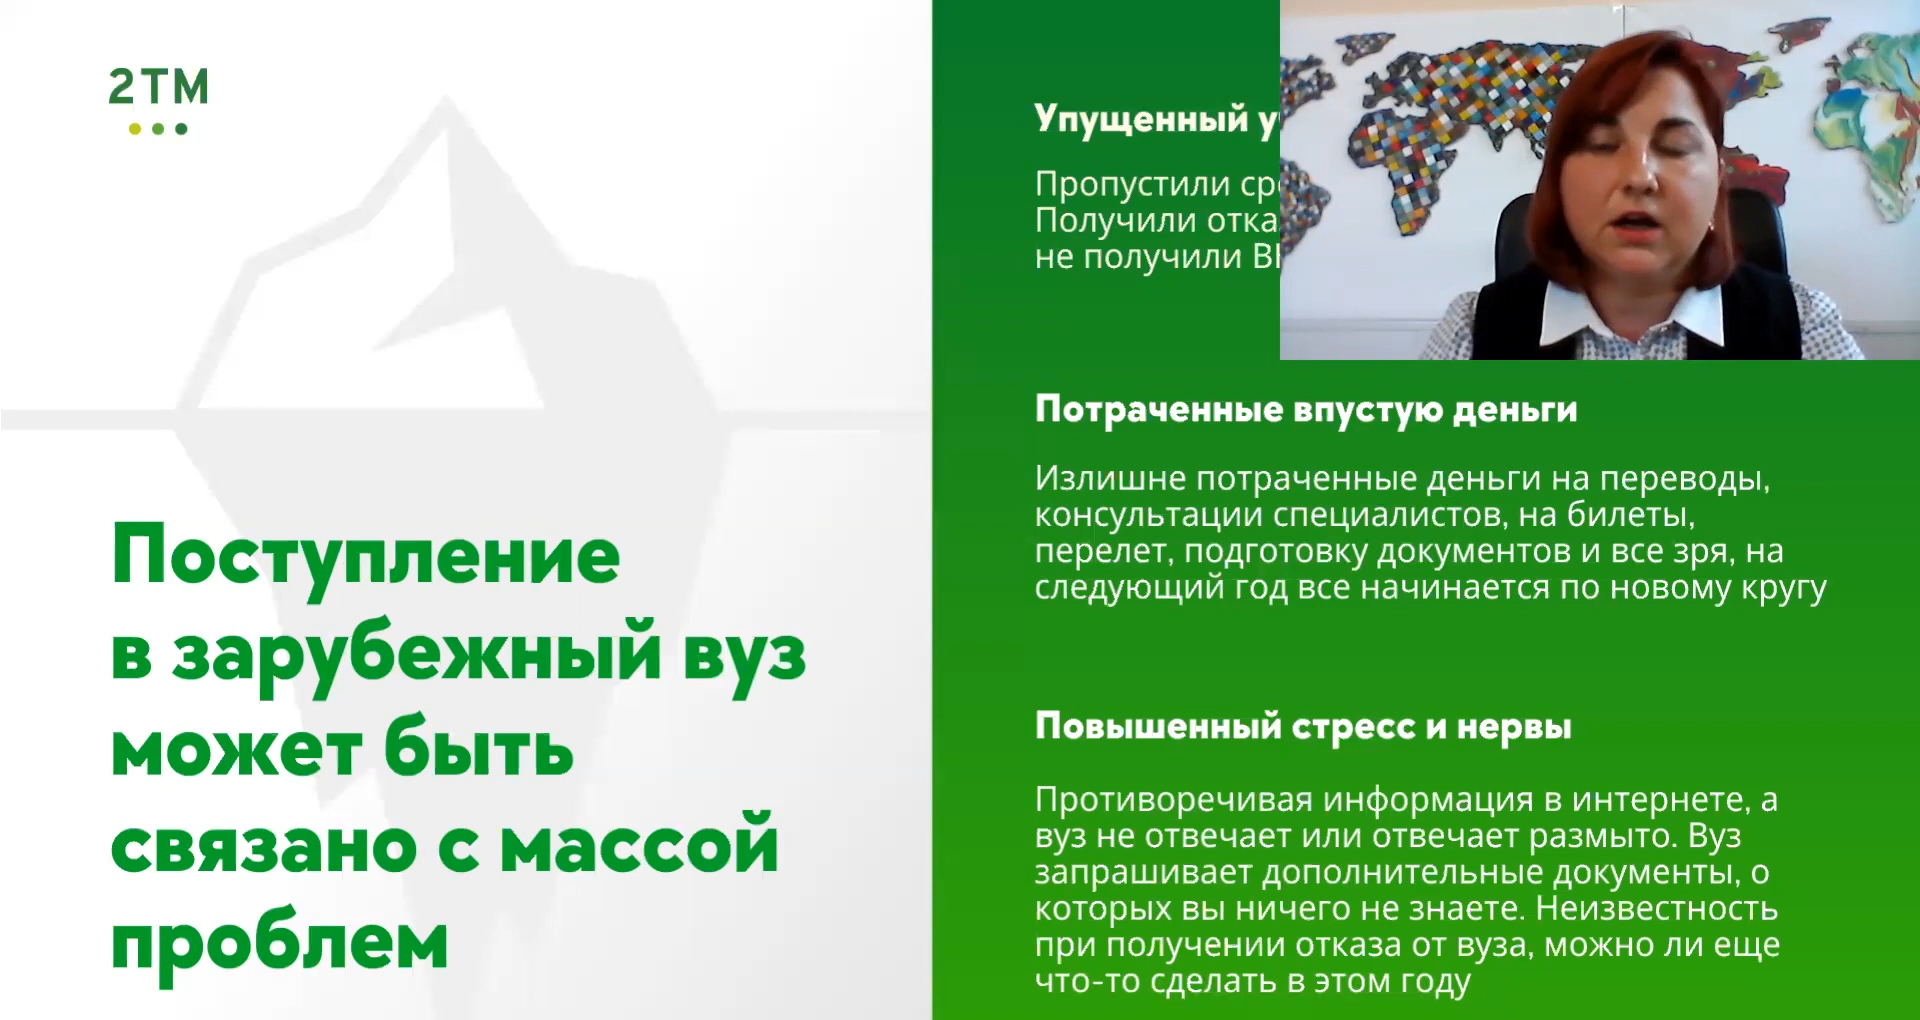 2TM
Поступление
в зарубежный вуз
может быть
связано с массой
проблем
Упущенный
Пропустили
Получили
не получили
Потраченные впустую деньги
Излишне потраченные деньги на переводы,
консультации специалистов, на билеты,
перелет, подготовку документов и все зря, на
следующий год все начинается по новому кругу
Повышенный стресс и нервы
Противоречивая информация в интернете, а
вуз не отвечает или отвечает размыто. Вуз
запрашивает дополнительные документы, о
которых вы ничего не знаете. Неизвестность
при получении отказа от вуза, можно ли еще
что-то сделать в этом году